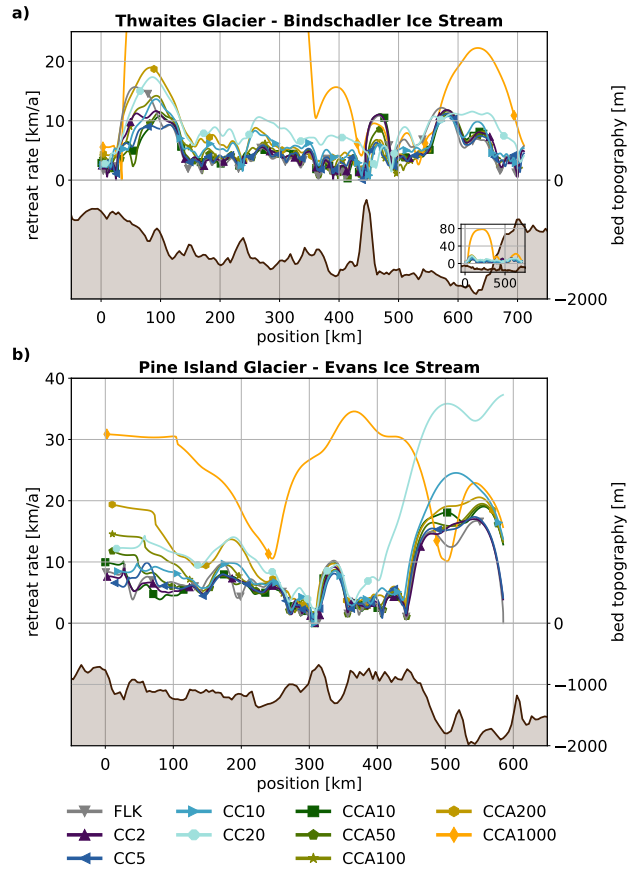 a)
Thwaites Glacier - Bindschadler Ice Stream
20
10
0
retreat rate [km/a]
0
−2000
bed topography [m]
80
40
0
0 500
0 100 200 300 400 500 600 700
position [km]
b)
Pine Island Glacier - Evans Ice Stream
40
30
20
10
0
retreat rate [km/a]
0
−1000
−2000
bed topography [m]
0 100 200 300 400 500 600
position [km]
FLK CC10 CCA10 CCA200
CC2 CC20 CCA50 CCA1000
CC5 CCA100